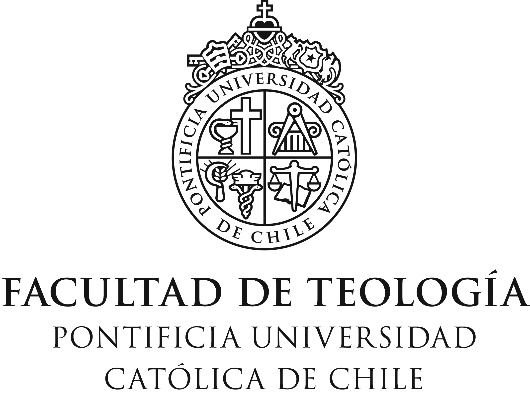 PONTIFICIA UNIVERSIDAD CATÓLICA
DE CHILE
FACULTAD DE TEOLOGÍA
PONTIFICIA UNIVERSIDAD
CATÓLICA DE CHILE